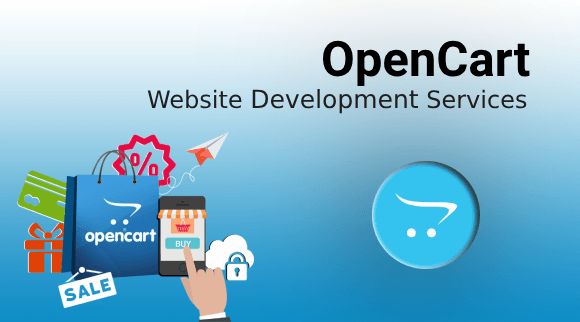 OpenCart
Website Development Services
%
opencart
BUY
SALE